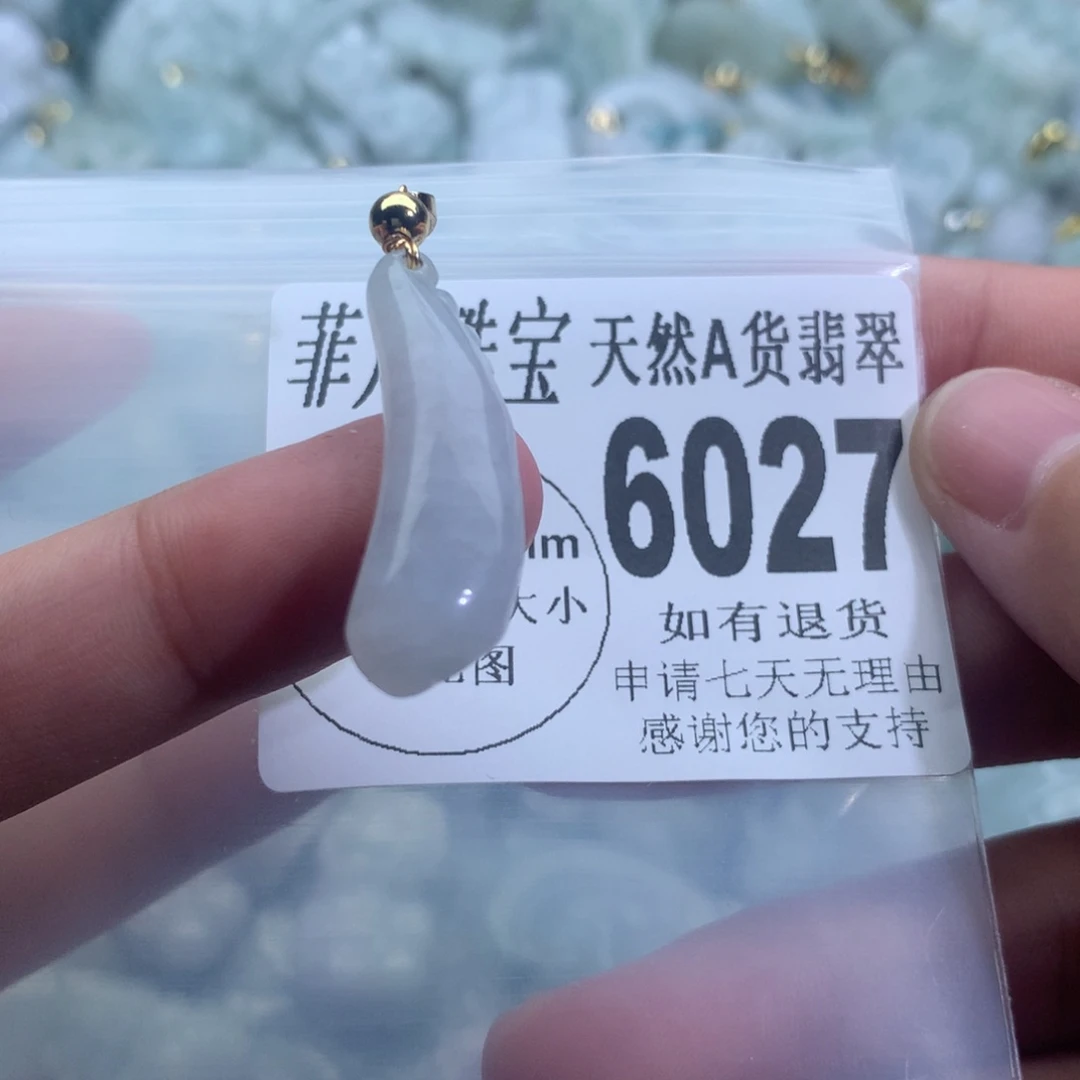 菲 宝 天然A货翡翠
6027
mm
大小
图
如有退货
申请七天无理由
感谢您的支持